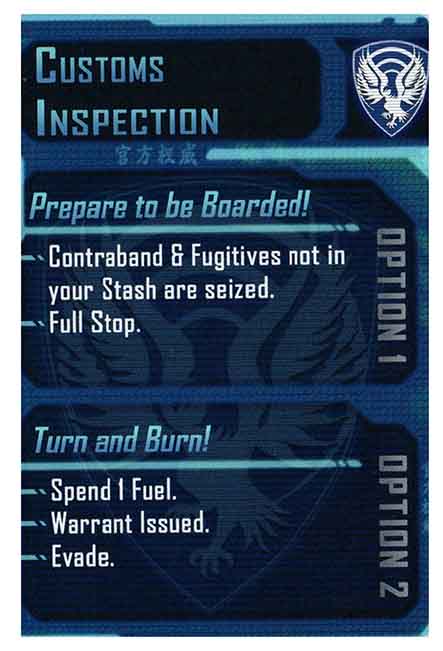 CUSTOMS
INSPECTION
官方权威
Prepare to be Boarded!
Contraband & Fugitives not in
your Stash are seized.
Full Stop.
OPTION 1
Turn and Burn!
Spend 1 Fuel.
Warrant Issued.
Evade.
OPTION 2